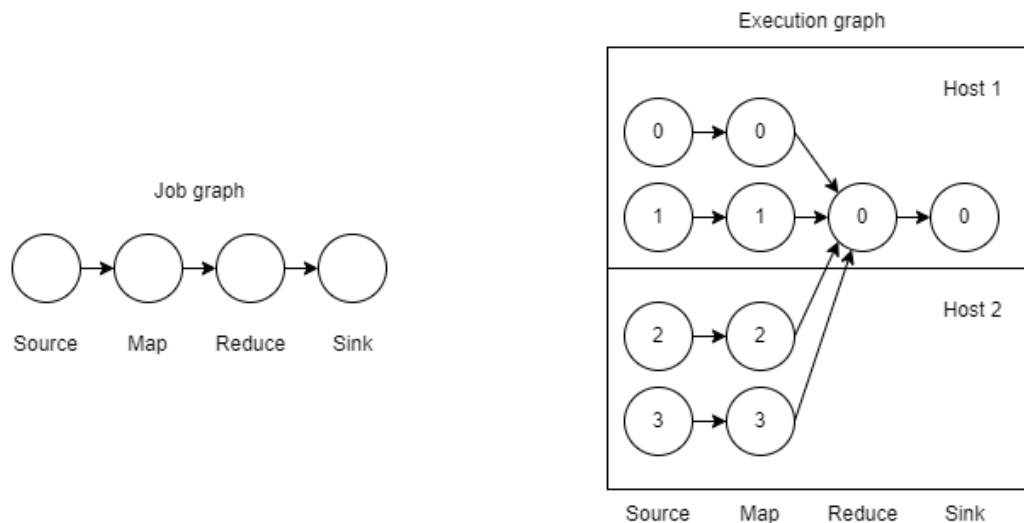 Job graph
Source Map Reduce Sink
Execution graph
Host 1
0 0
1 1 0 0
Host 2
2 2
3 3
Source Map Reduce Sink